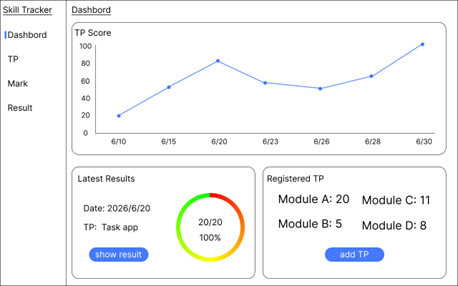 Skill Tracker
Dashbord
TP
Mark
Result
Dashbord
TP Score
100
80
60
40
20
0
6/10 6/15 6/20 6/23 6/26 6/28 6/30
Latest Results
Date: 2026/6/20
TP: Task app
show result
20/20
100%
Registered TP
Module A: 20 Module C: 11
Module B: 5 Module D: 8
add TP